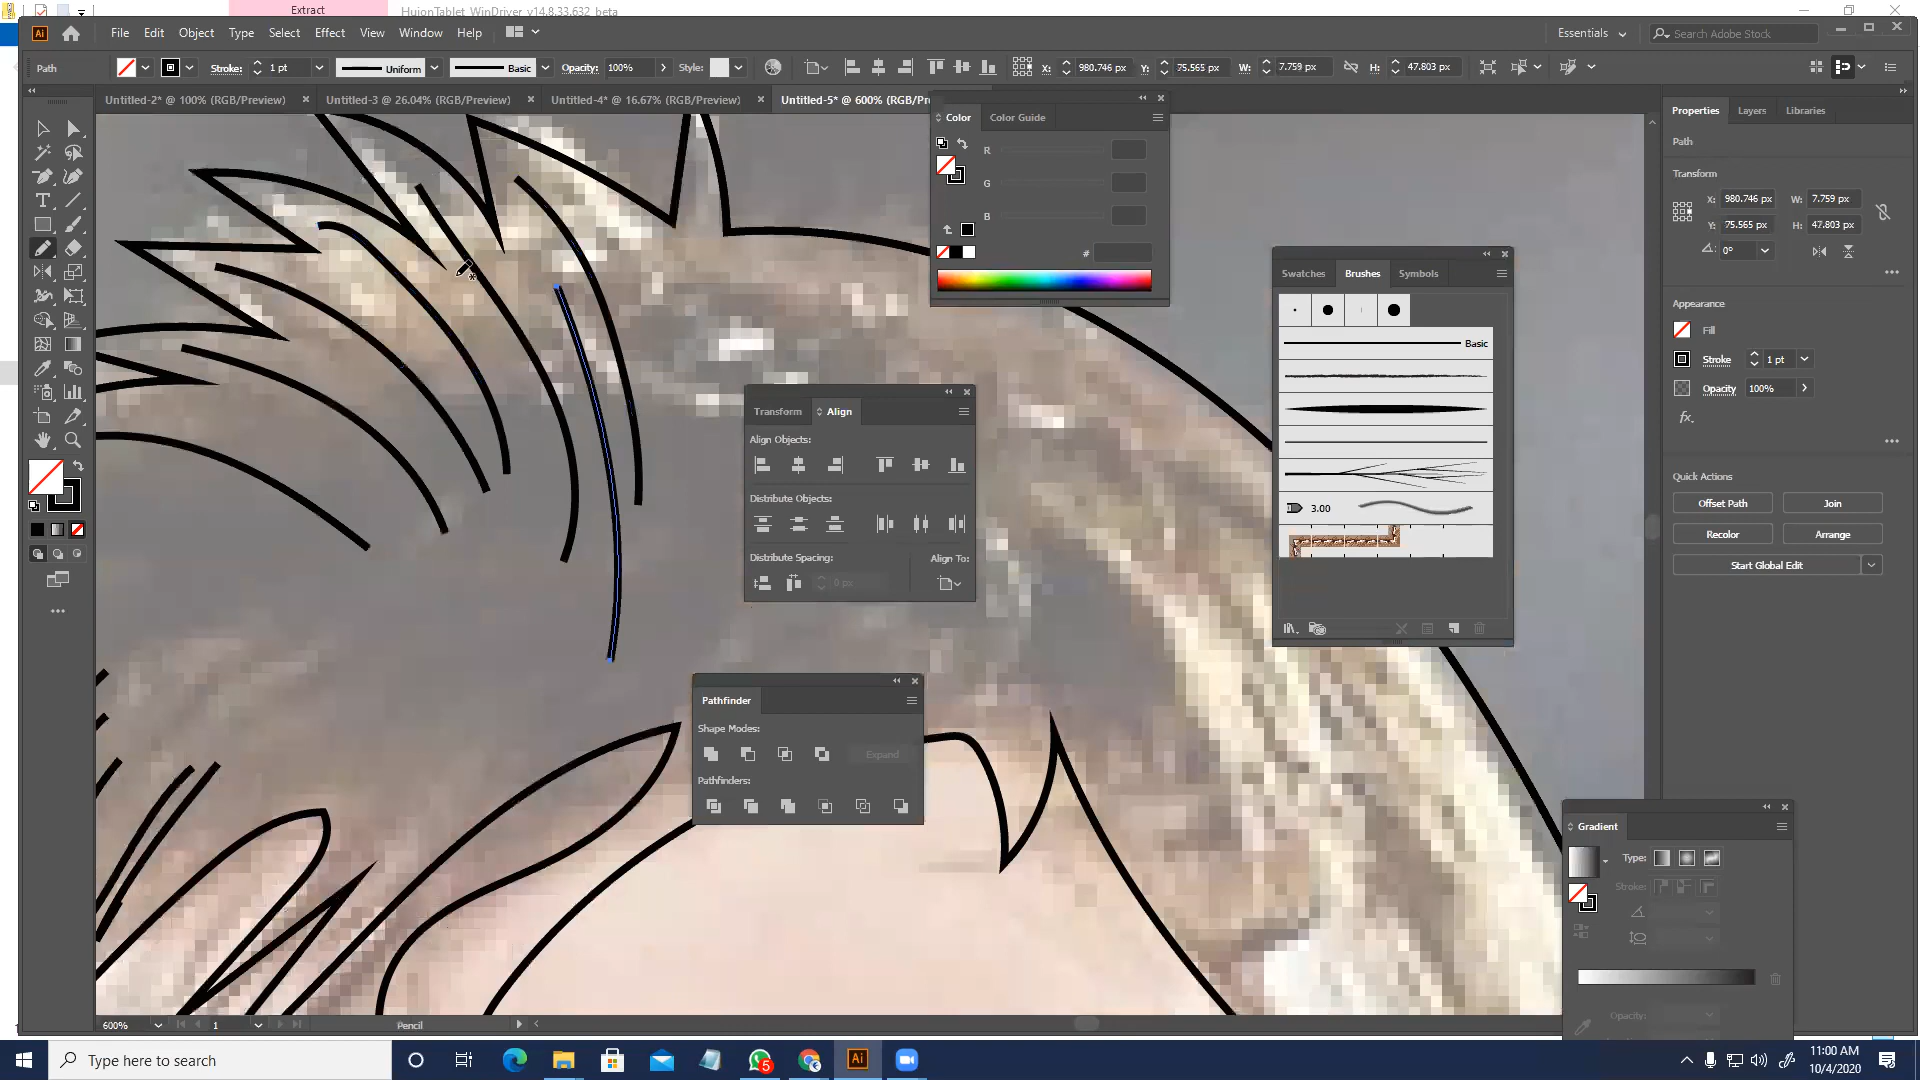 Extract
HuionTablet_WinDriver_v14.8.33.632_beta
Ai
File Edit Object Type Select Effect View Window Help
Essentials
Search Adobe Stock
Path
Stroke: 1 pt
Uniform
Basic
Opacity: 100%
Style:
X: 980.746 px Y: 75.565 px W: 7.759 px H: 47.803 px
Untitled-2* @ 100% (RGB/Preview) × Untitled-3 @ 26.04% (RGB/Preview) × Untitled-4* @ 16.67% (RGB/Preview) × Untitled-5* @ 600% (RGB/Pre
Color Color Guide
R
G
B
#
Properties Layers Libraries
Path
Transform
X: 980.746 px W: 7.759 px
Y: 75.565 px H: 47.803 px
0°
Appearance
Fill
Stroke 1 pt
Opacity 100%
fx
Quick Actions
Offset Path Join
Recolor Arrange
Start Global Edit
Swatches Brushes Symbols
Basic
3.00
Transform Align
Align Objects:
Distribute Objects:
Distribute Spacing: Align To:
0 px
Pathfinder
Shape Modes:
Expand
Pathfinders:
Gradient
Type:
Stroke:
Opacity:
600% 1 Pencil
Type here to search
5
Ai
11:00 AM
10/4/2020